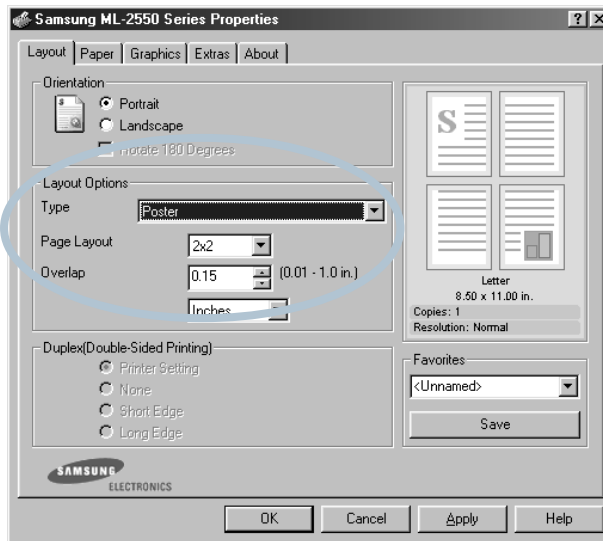 Samsung ML-2550 Series Properties
Layout Paper Graphics Extras About
Orientation
Portrait
Landscape
Rotate 180 Degrees
Layout Options
Type Poster
Page Layout 2x2
Overlap 0.15 (0.01 - 1.0 in.)
Inches
Duplex(Double-Sided Printing)
Printer Setting
None
Short Edge
Long Edge
S
Letter
8.50 x 11.00 in.
Copies: 1
Resolution: Normal
Favorites
<Unnamed>
Save
SAMSUNG
ELECTRONICS
OK Cancel Apply Help